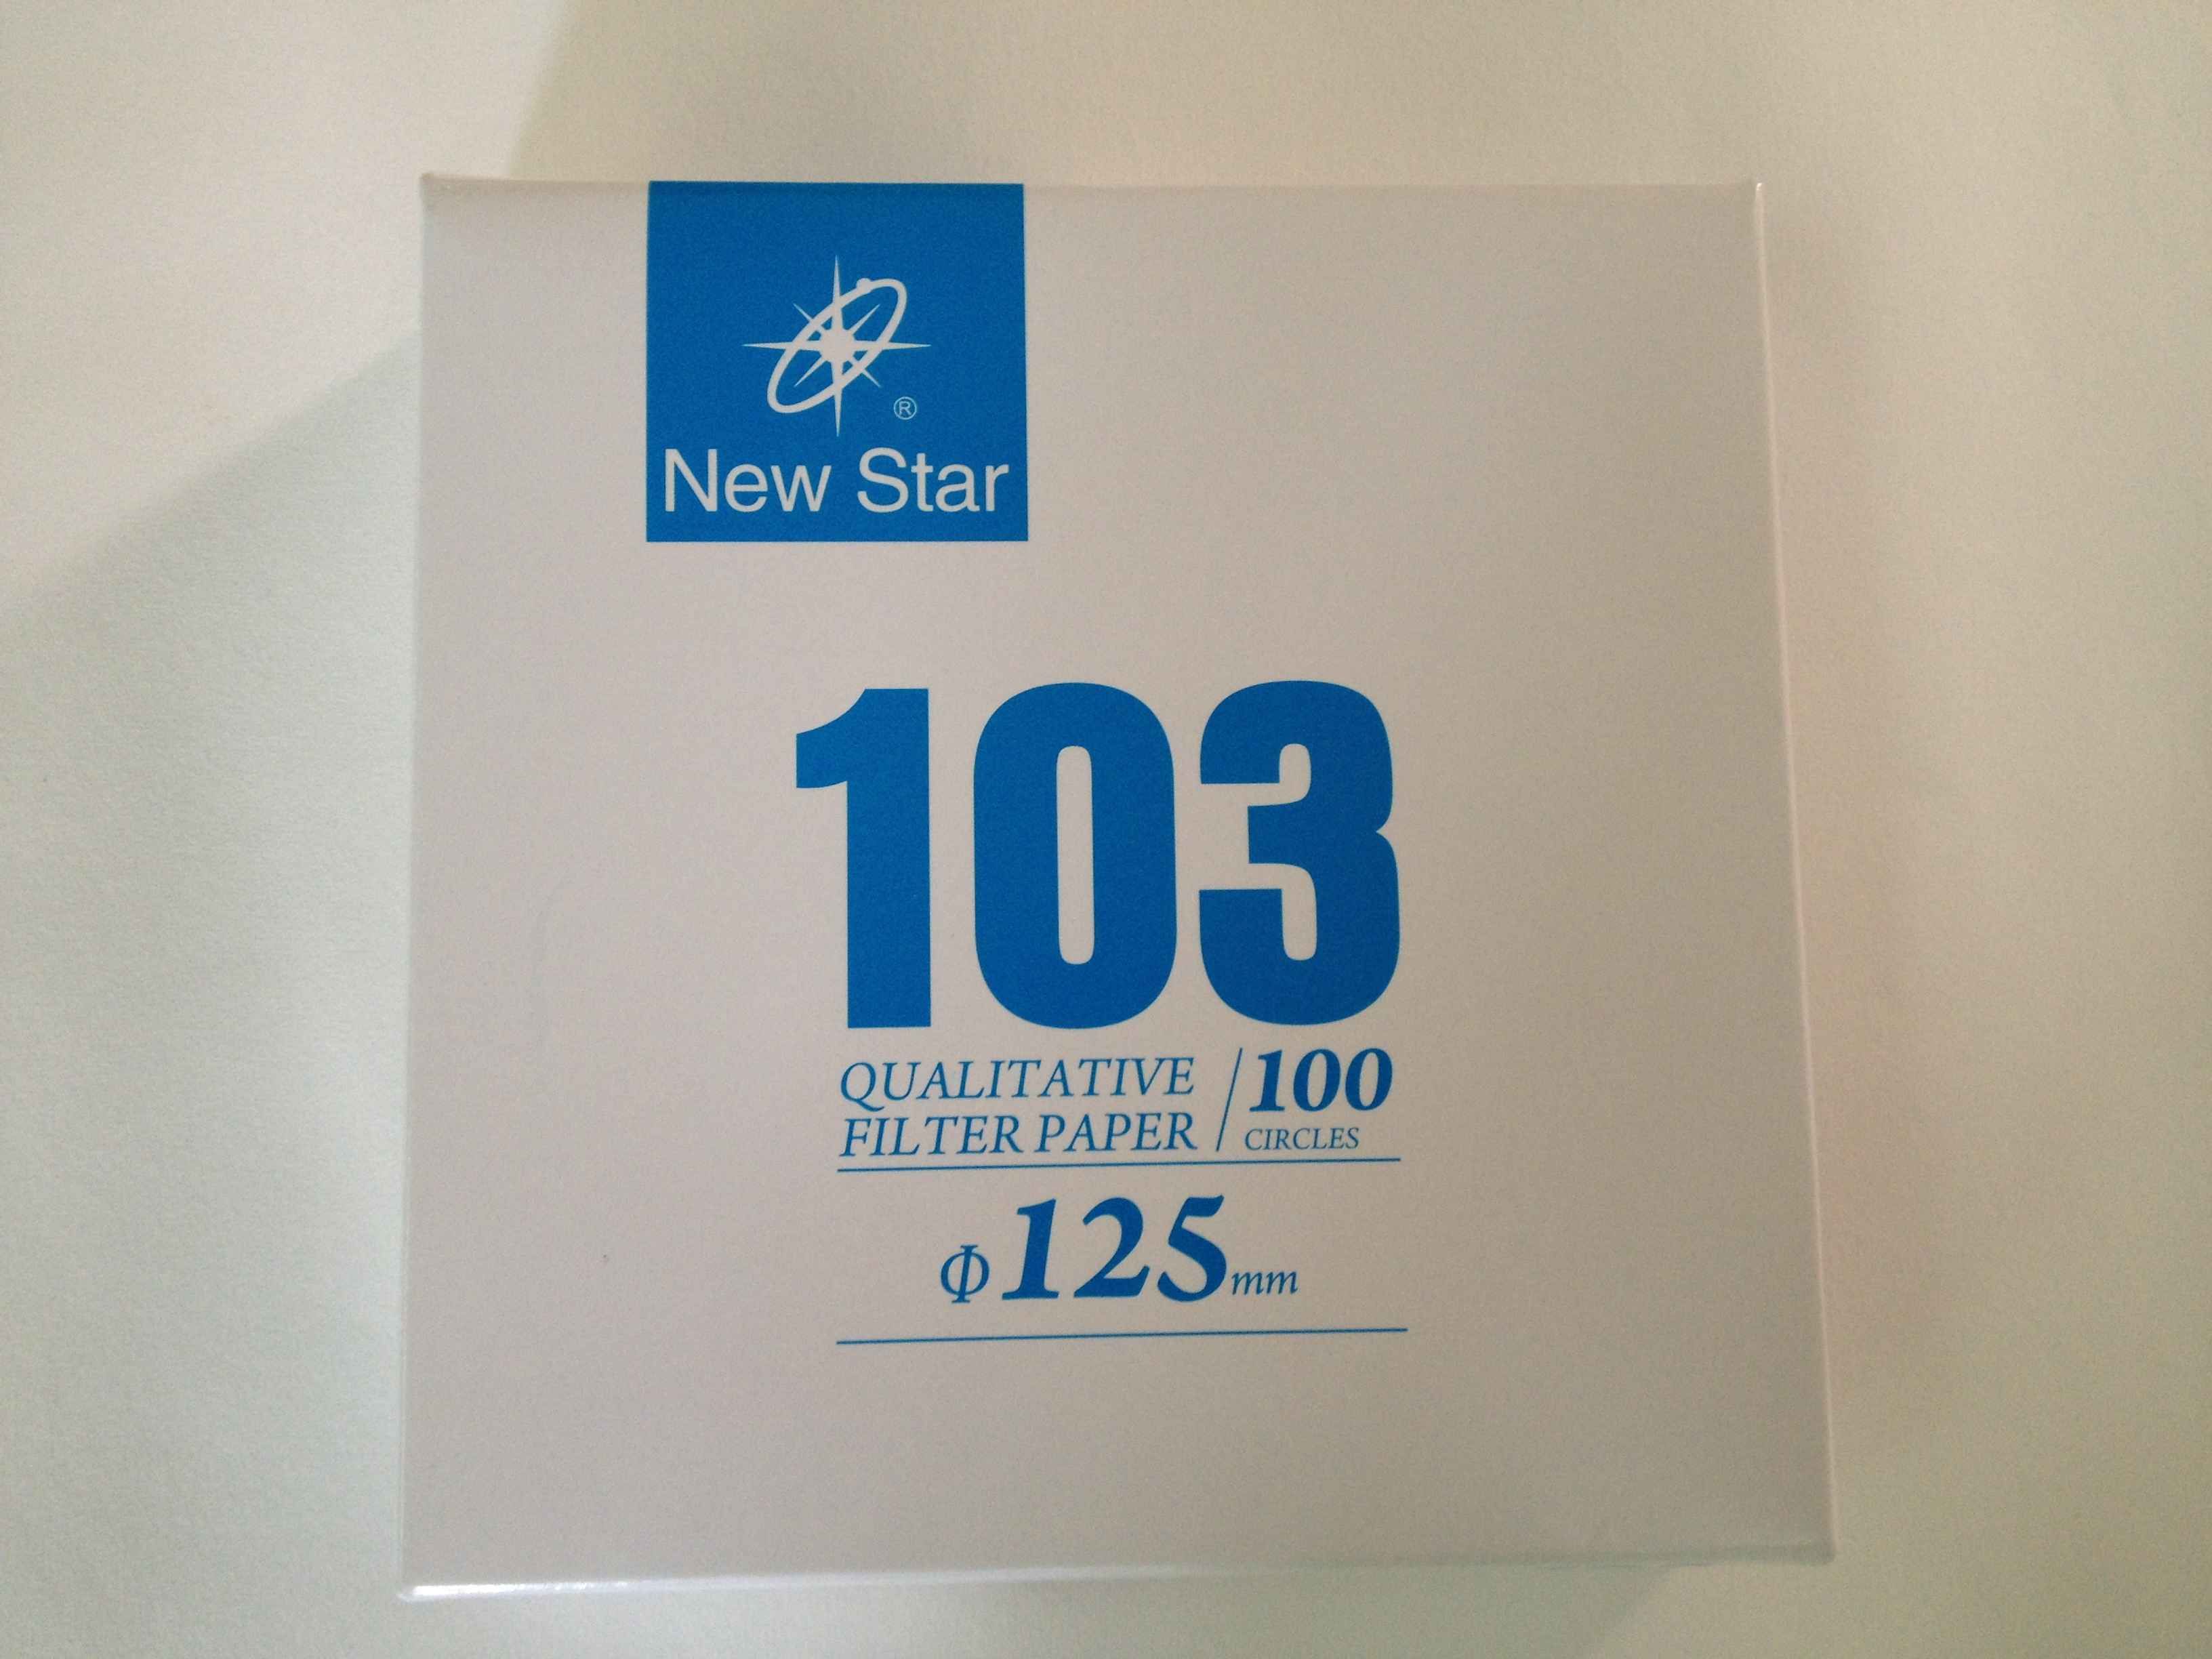 ®
New Star
103
QUALITATIVE
FILTER PAPER
/100
CIRCLES
Φ125mm